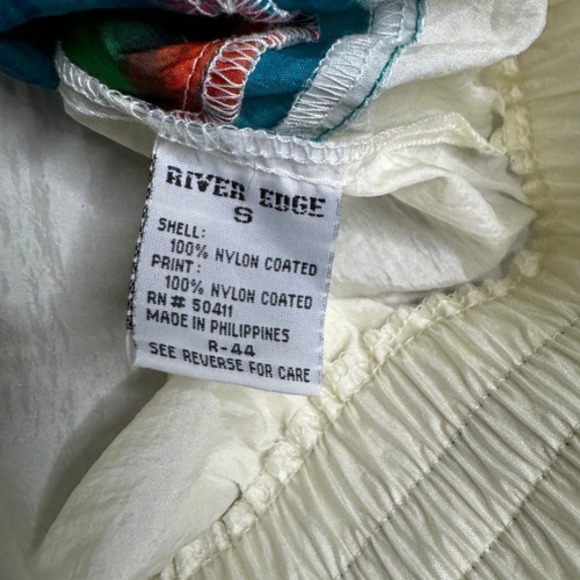 RIVER EDGE
S
SHELL:
100% NYLON COATED
PRINT:
100% NYLON COATED
RN# 50411
MADE IN PHILIPPINES
R-44
SEE REVERSE FOR CARE